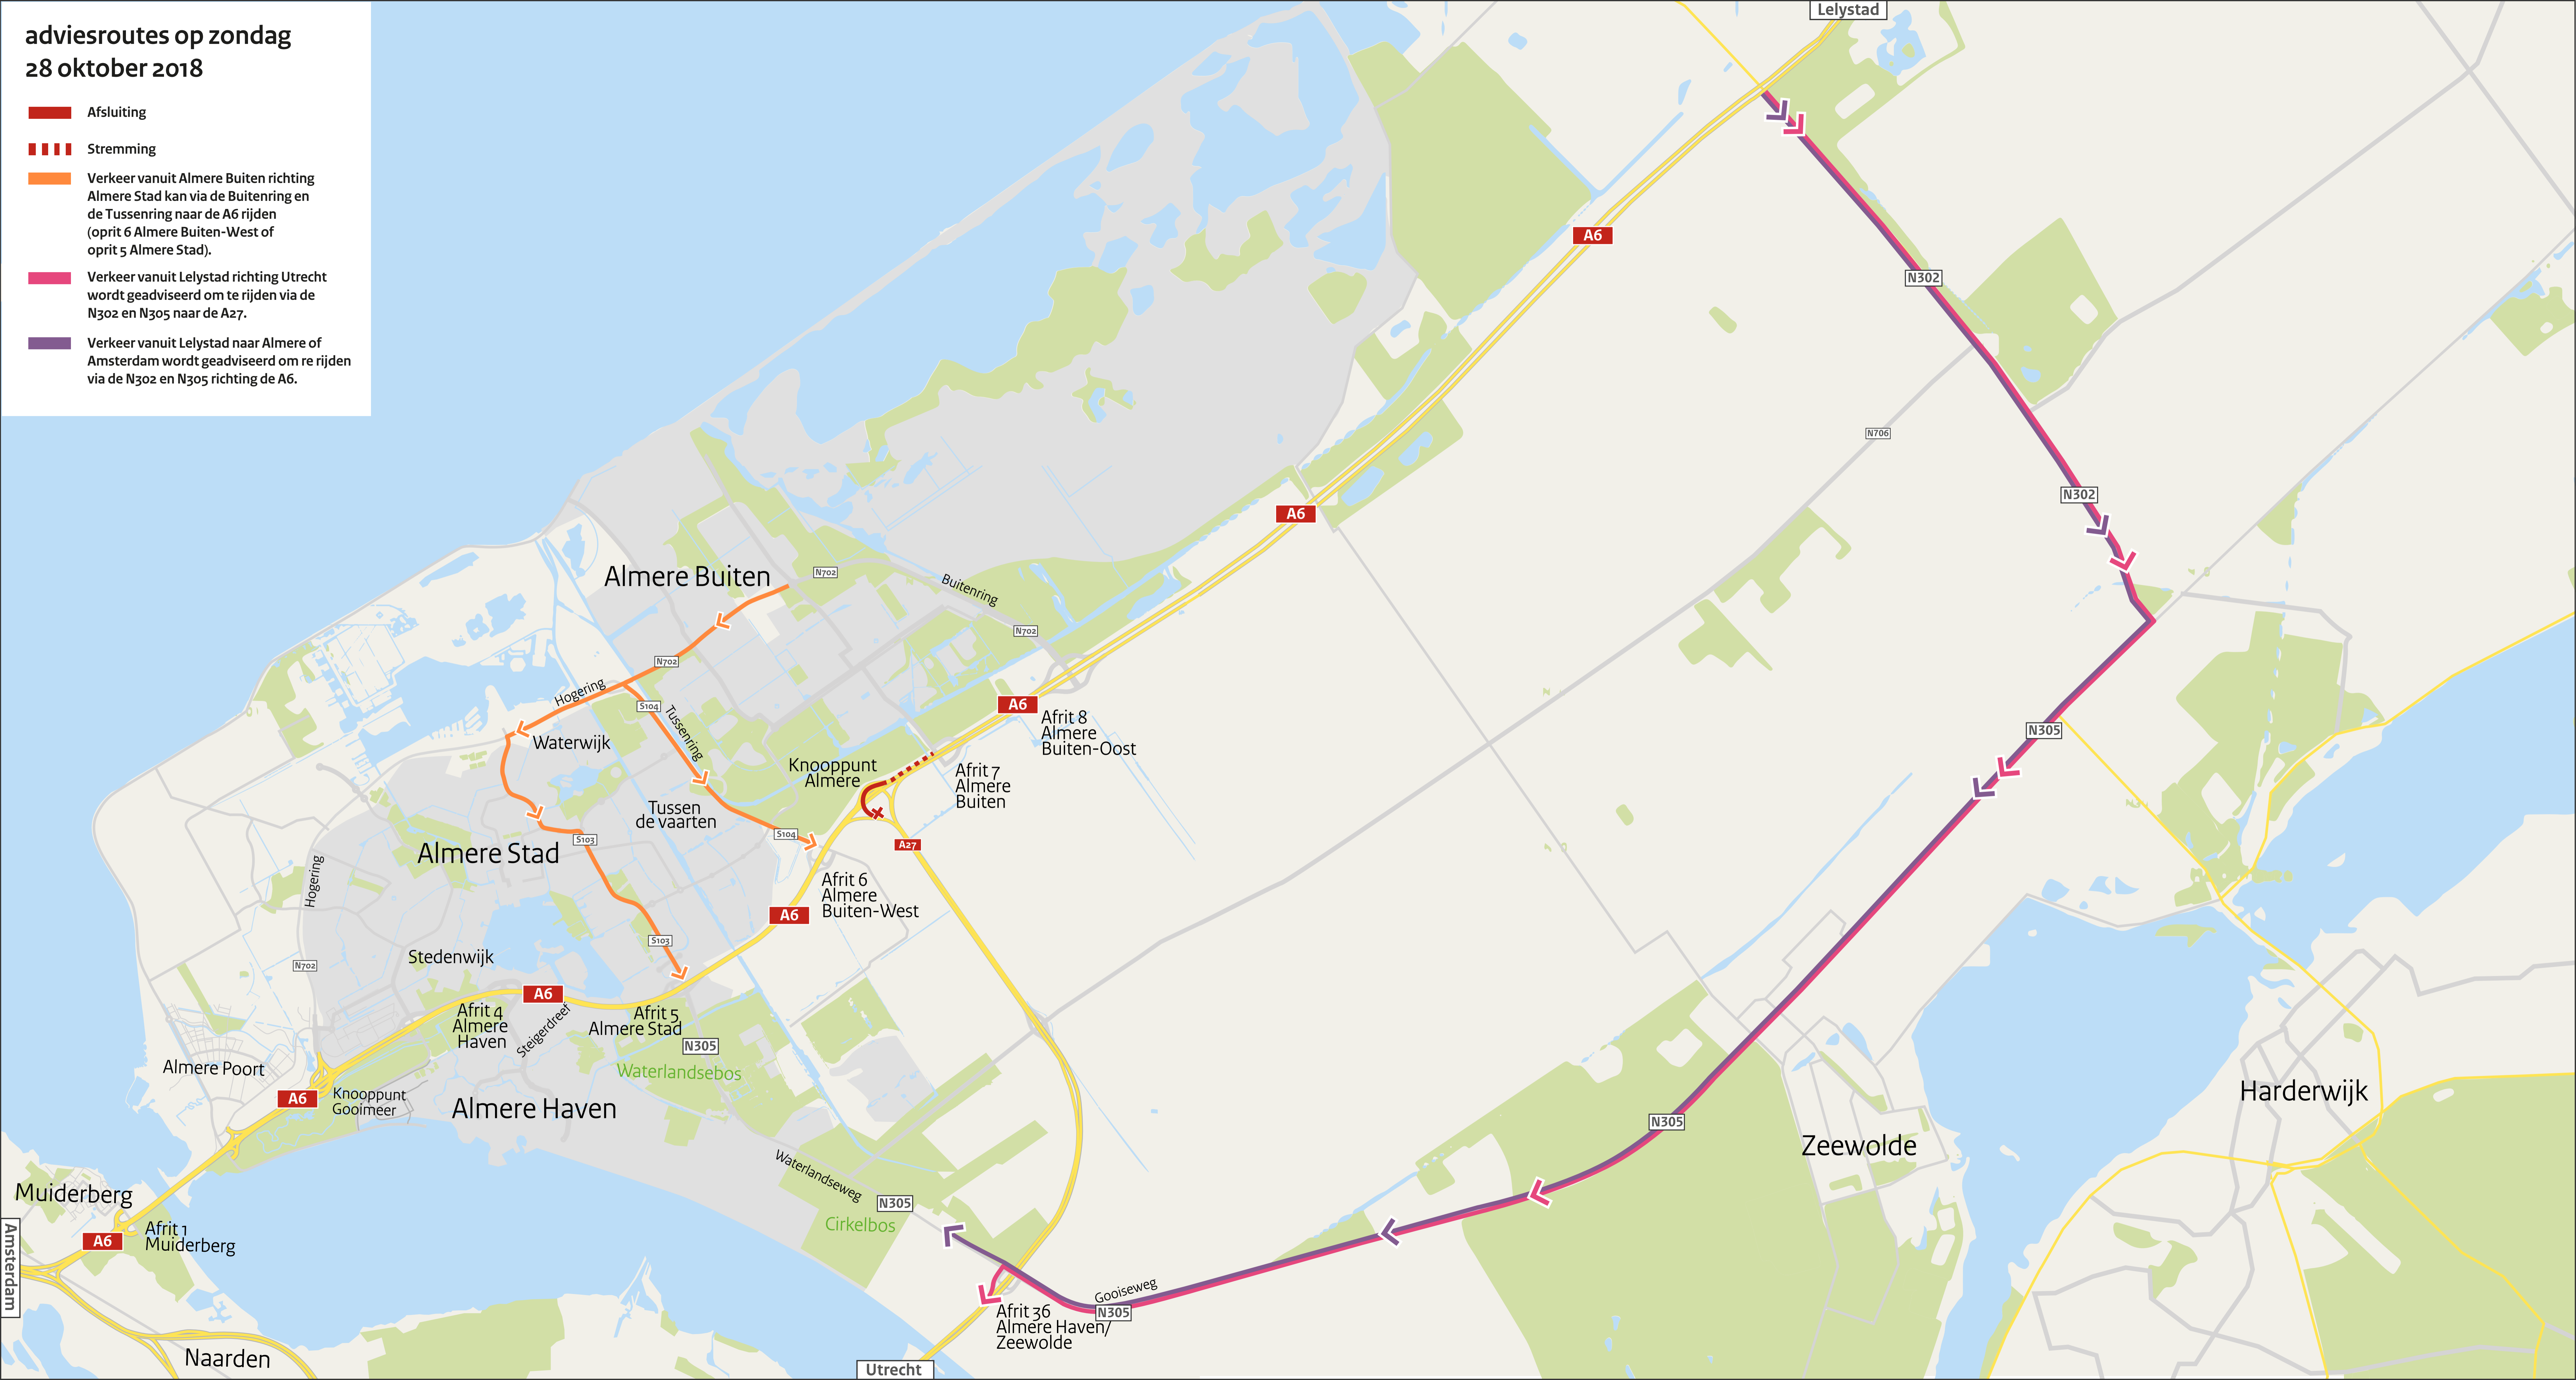 adviesroutes op zondag
28 oktober 2018
Afsluiting
Stremming
Verkeer vanuit Almere Buiten richting
Almere Stad kan via de Buitenring en
de Tussenring naar de A6 rijden
(oprit 6 Almere Buiten-West of
oprit 5 Almere Stad).
Verkeer vanuit Lelystad richting Utrecht
wordt geadviseerd om te rijden via de
N302 en N305 naar de A27.
Verkeer vanuit Lelystad naar Almere of
Amsterdam wordt geadviseerd om re rijden
via de N302 en N305 richting de A6.
Lelystad
A6
N302
N706
N302
A6
Almere Buiten
N702
Buitenring
N702
N702
Hogering
S104
Tussenring
A6
Afrit 8
Almere
Buiten-Oost
N305
Waterwijk
Knooppunt
Almere
Afrit 7
Almere
Buiten
Tussen
de vaarten
S104
S103
A27
Almere Stad
Hogering
Afrit 6
Almere
Buiten-West
A6
S103
Stedenwijk
N702
A6
Afrit 4
Almere
Haven
Steigerdreef
Afrit 5
Almere Stad
N305
Waterlandsebos
Almere Poort
A6
Knooppunt
Gooimeer
Almere Haven
N305
Zeewolde
Harderwijk
Waterlandseweg
N305
Cirkelbos
Muiderberg
Afrit 1
Muiderberg
A6
Amsterdam
Gooiseweg
N305
Afrit 36
Almere Haven/
Zeewolde
Naarden
Utrecht